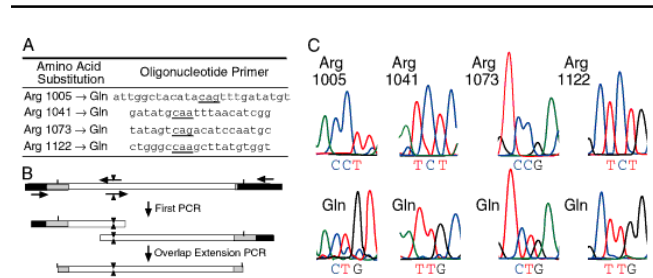 A
Amino Acid Substitution Oligonucleotide Primer
Arg 1005 → Gln attggctacatacagtttgatatgt
Arg 1041 → Gln gatatgcaatttaacatcgg
Arg 1073 → Gln tatagtcaagacatccaatgc
Arg 1122 → Gln ctgggccaagcttatgtggt
B
First PCR
Overlap Extension PCR
C
Arg 1005 Arg 1041 Arg 1073 Arg 1122
CCT TCT CCG TCT
Gln Gln Gln Gln
CTG TTG CTG TTG